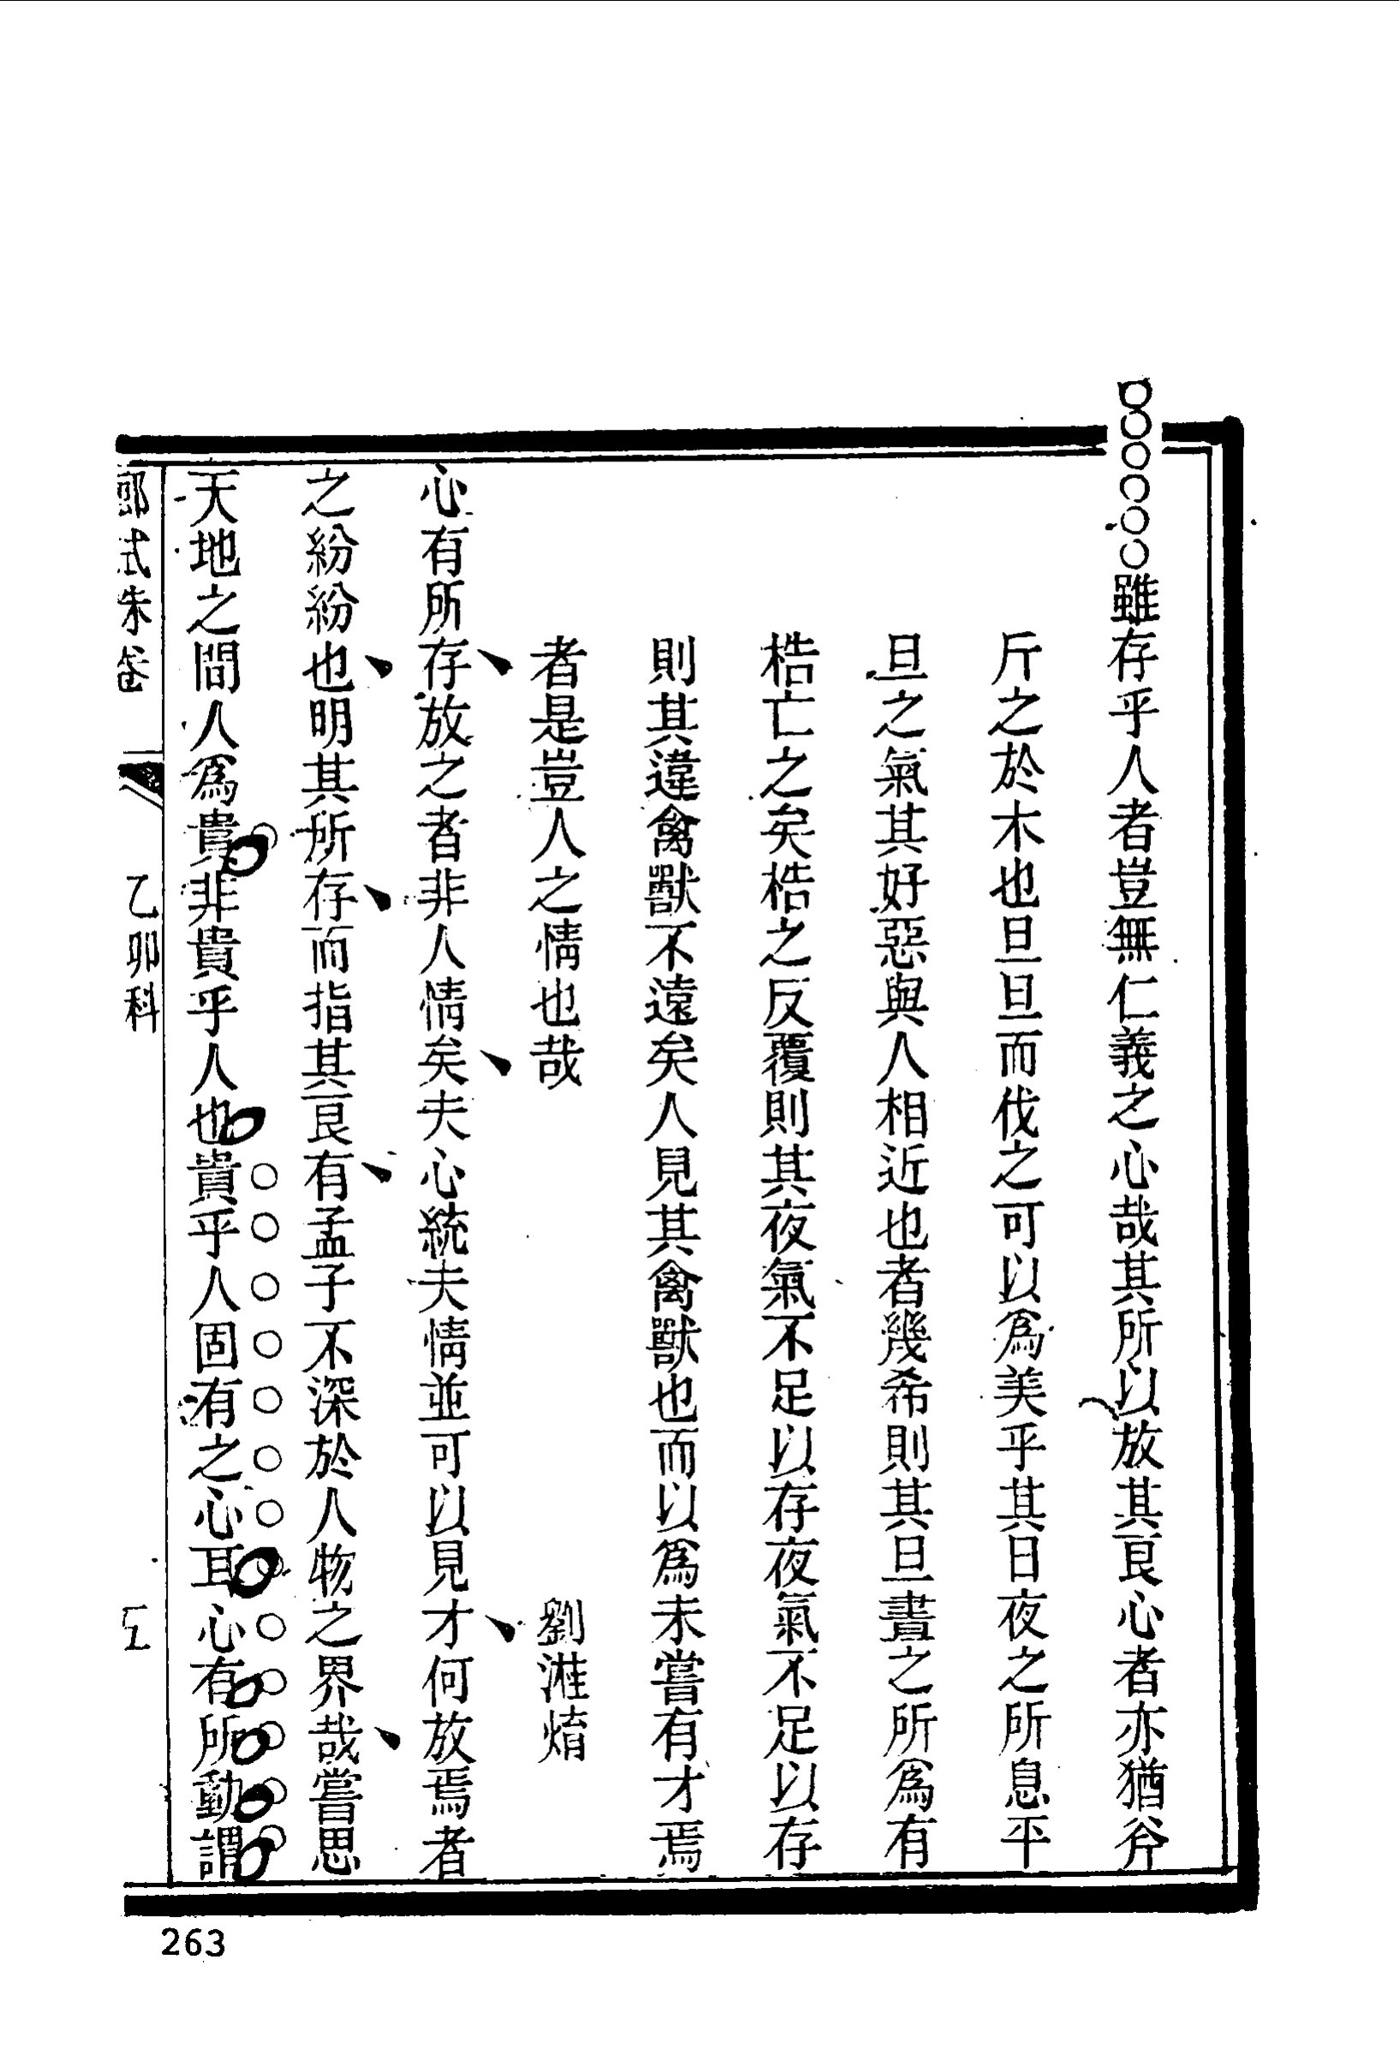 雖存乎人者豈無仁義之心哉其所以放其良心者亦猶斧
斤之於木也旦旦而伐之可以爲美乎其日夜之所息平
旦之氣其好惡與人相近也者幾希則其旦晝之所爲有
梏亡之矣梏之反覆則其夜氣不足以存夜氣不足以存
則其違禽獸不遠矣人見其禽獸也而以爲未嘗有才焉
者是豈人之情也哉
劉淮焴
心有所存放之者非人情矣夫心統夫情並可以見才何放焉者
之紛紛也明其所存而指其良有孟子不深於人物之界哉嘗思
天地之間人爲貴非貴乎人也貴乎人固有之心耳心有所動謂
鄉試硃卷
乙卯科
五
263